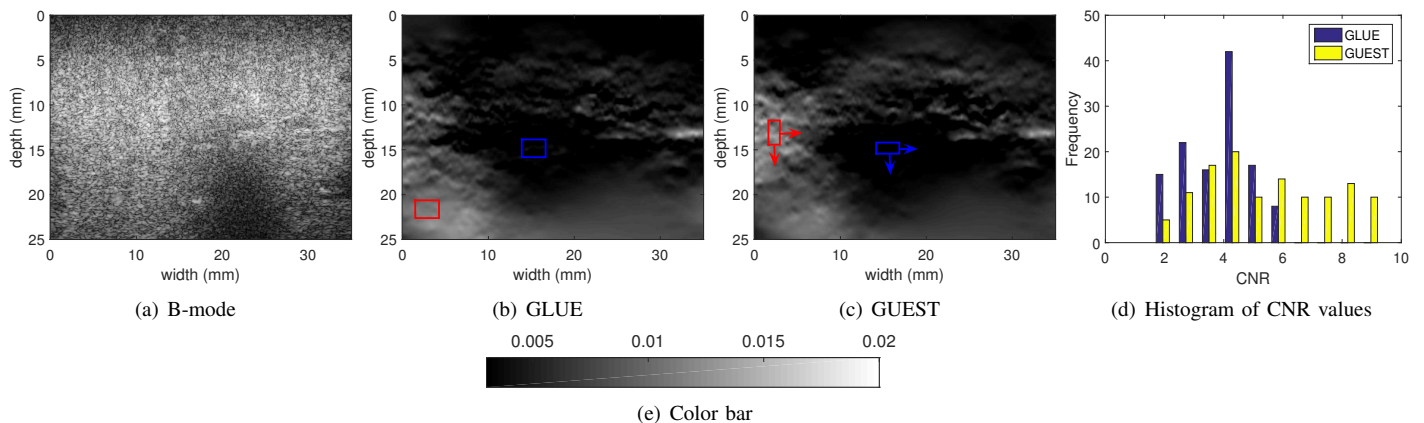 0
5
10
15
20
25
depth (mm)
0 10 20 30
width (mm)
(a) B-mode
0
5
10
15
20
25
depth (mm)
0 10 20 30
width (mm)
(b) GLUE
0
5
10
15
20
25
depth (mm)
0 10 20 30
width (mm)
(c) GUEST
50
40
30
20
10
0
Frequency
GLUE
GUEST
0 2 4 6 8 10
CNR
(d) Histogram of CNR values
0.005 0.01 0.015 0.02
(e) Color bar